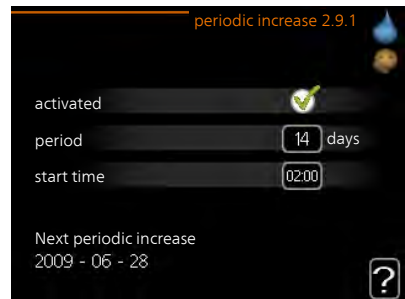 periodic increase 2.9.1
activated
period 14 days
start time 02:00
Next periodic increase
2009 - 06 - 28
?